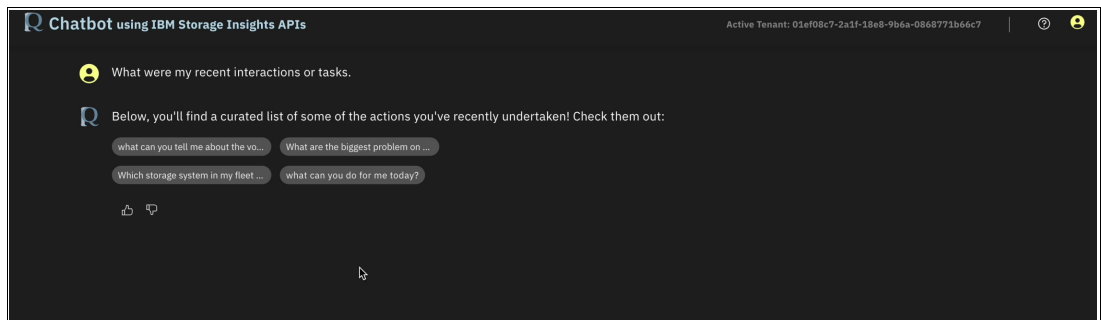 Chatbot using IBM Storage Insights APIs
Active Tenant: 01ef08c7-2a1f-18e8-9b6a-0868771b66c7
What were my recent interactions or tasks.
Below, you'll find a curated list of some of the actions you've recently undertaken! Check them out:
what can you tell me about the vo...
What are the biggest problem on ...
Which storage system in my fleet ...
what can you do for me today?